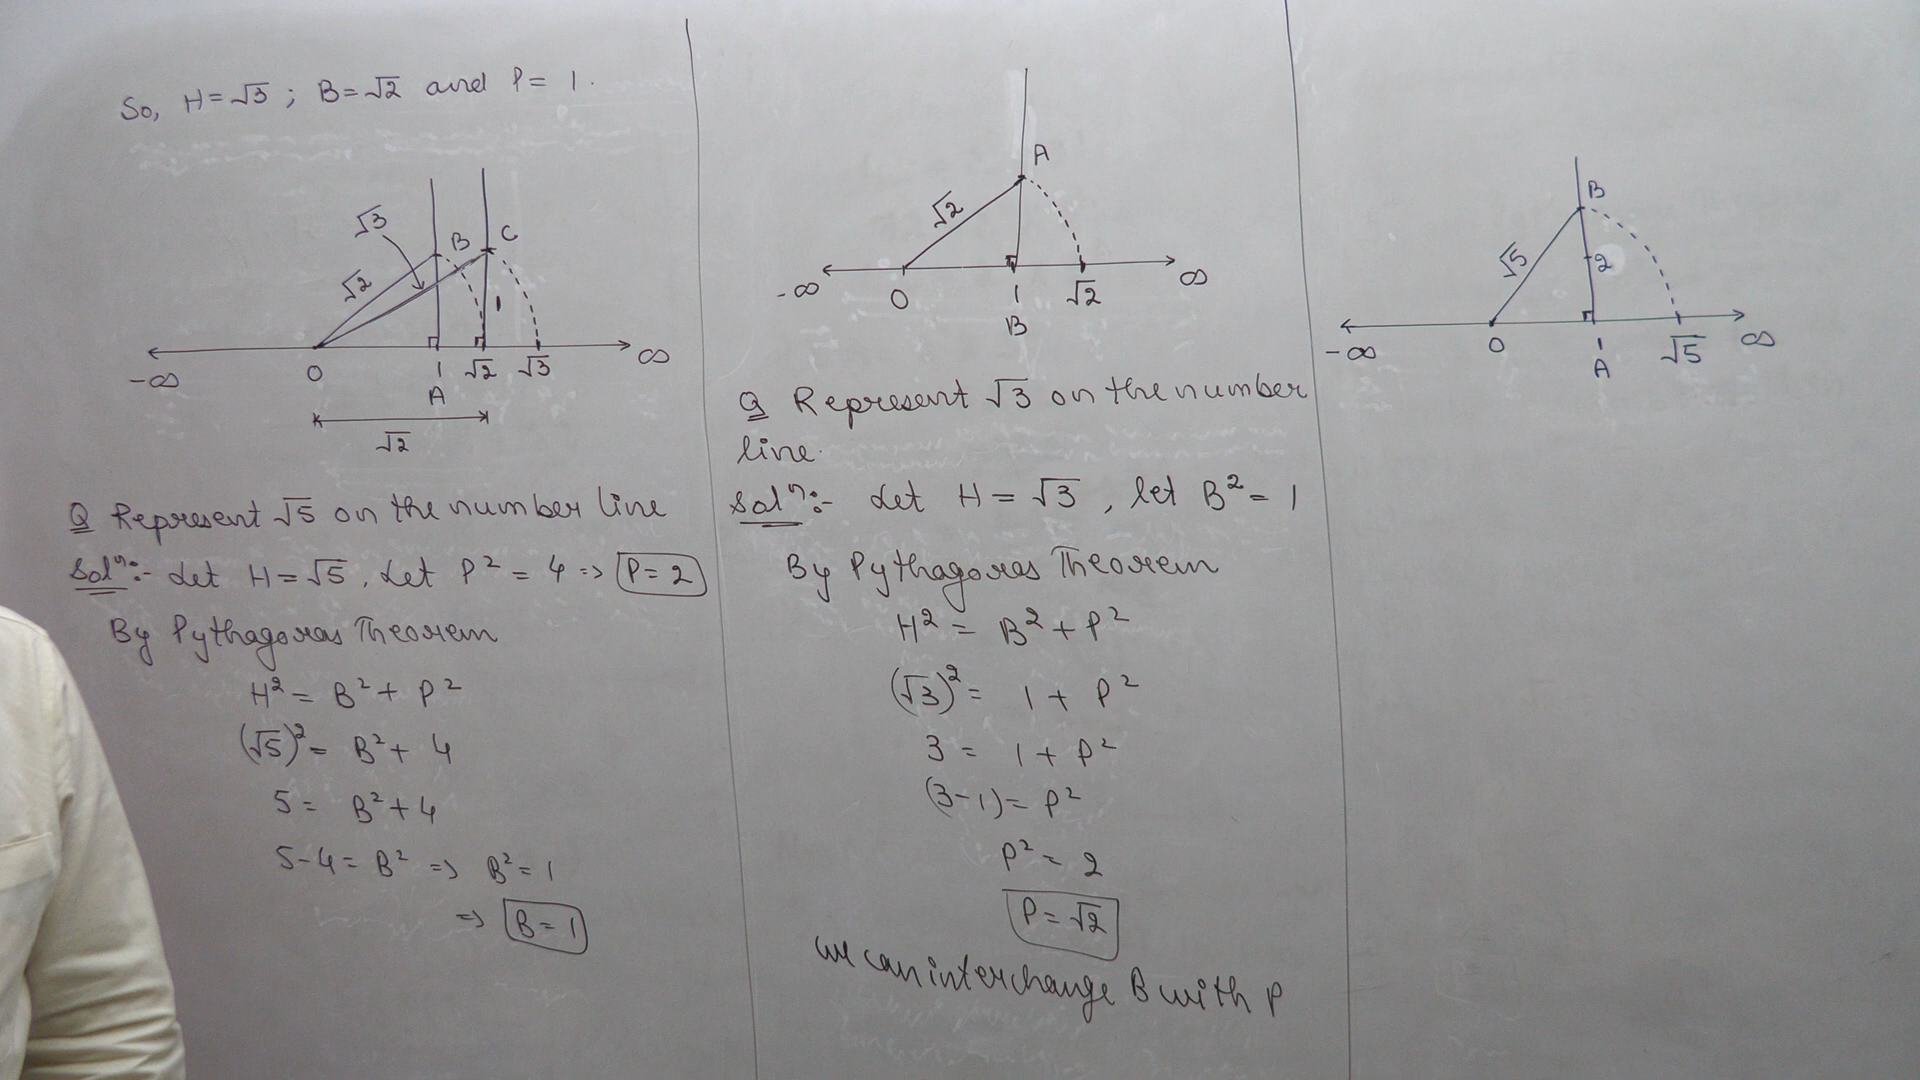 So, H = √3 ; B = √2 and P = 1.
√3
B C
√2
1
-∞ 0 1 √2 √3 ∞
A
√2
Q Represent √5 on the number line
Solⁿ:- Let H = √5, Let P² = 4 => P = 2
By Pythagoras Theorem
H² = B² + P²
(√5)² = B² + 4
5 = B² + 4
5-4 = B² => B² = 1
=> B = 1
A
√2
-∞ 0 1 √2 ∞
B
Q Represent √3 on the number
line.
Solⁿ:- Let H = √3, let B² = 1
By Pythagoras Theorem
H² = B² + P²
(√3)² = 1 + P²
3 = 1 + P²
(3-1) = P²
P² = 2
P = √2
we can interchange B with P
B
√5 2
-∞ 0 1 √5 ∞
A